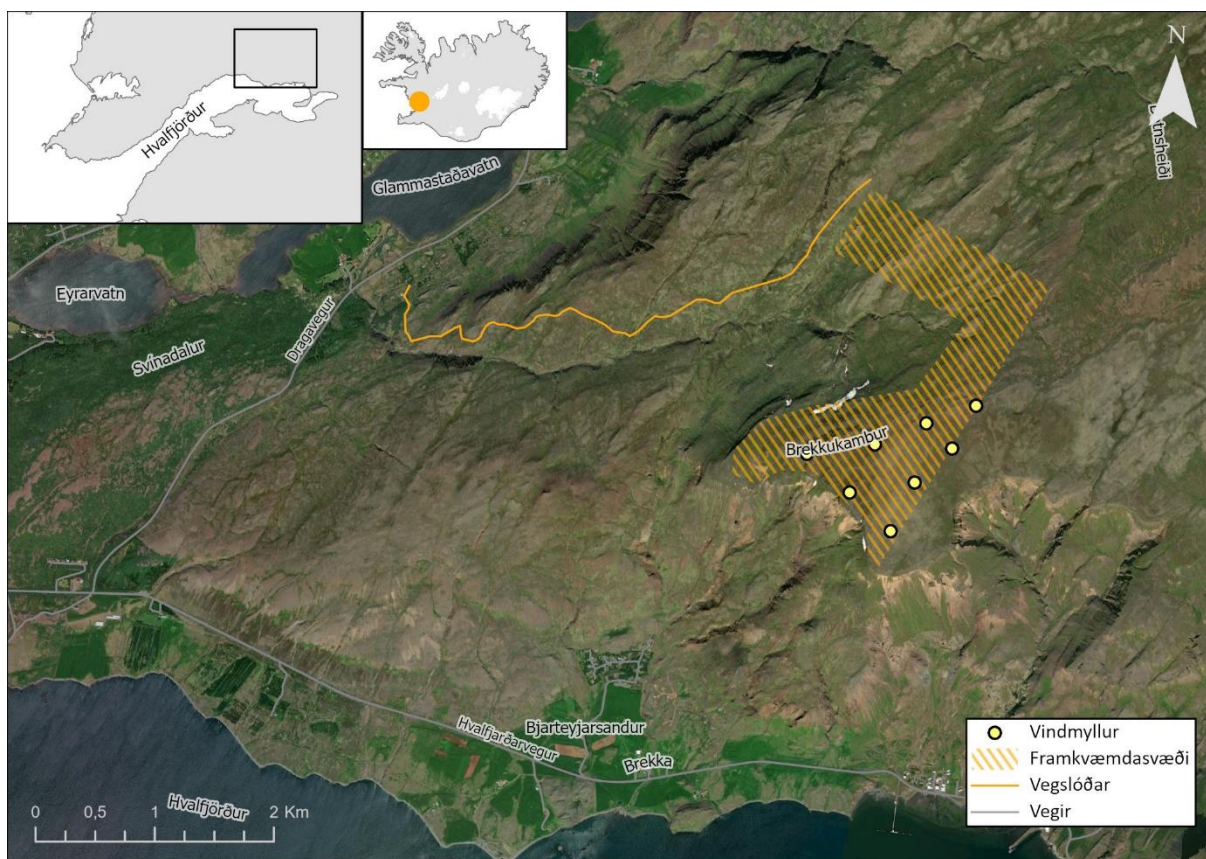 Hvalfjörður
Glammastaðavatn
N
Eyrarvatn
Svínadalur
Dragavegur
Brekkukambur
Bjarteyjarsandur
Hvalfjarðarvegur
Brekka
Hvalfjörður
0 0,5 1 2 Km
Vindmyllur
Framkvæmdasvæði
Vegslóðar
Vegir